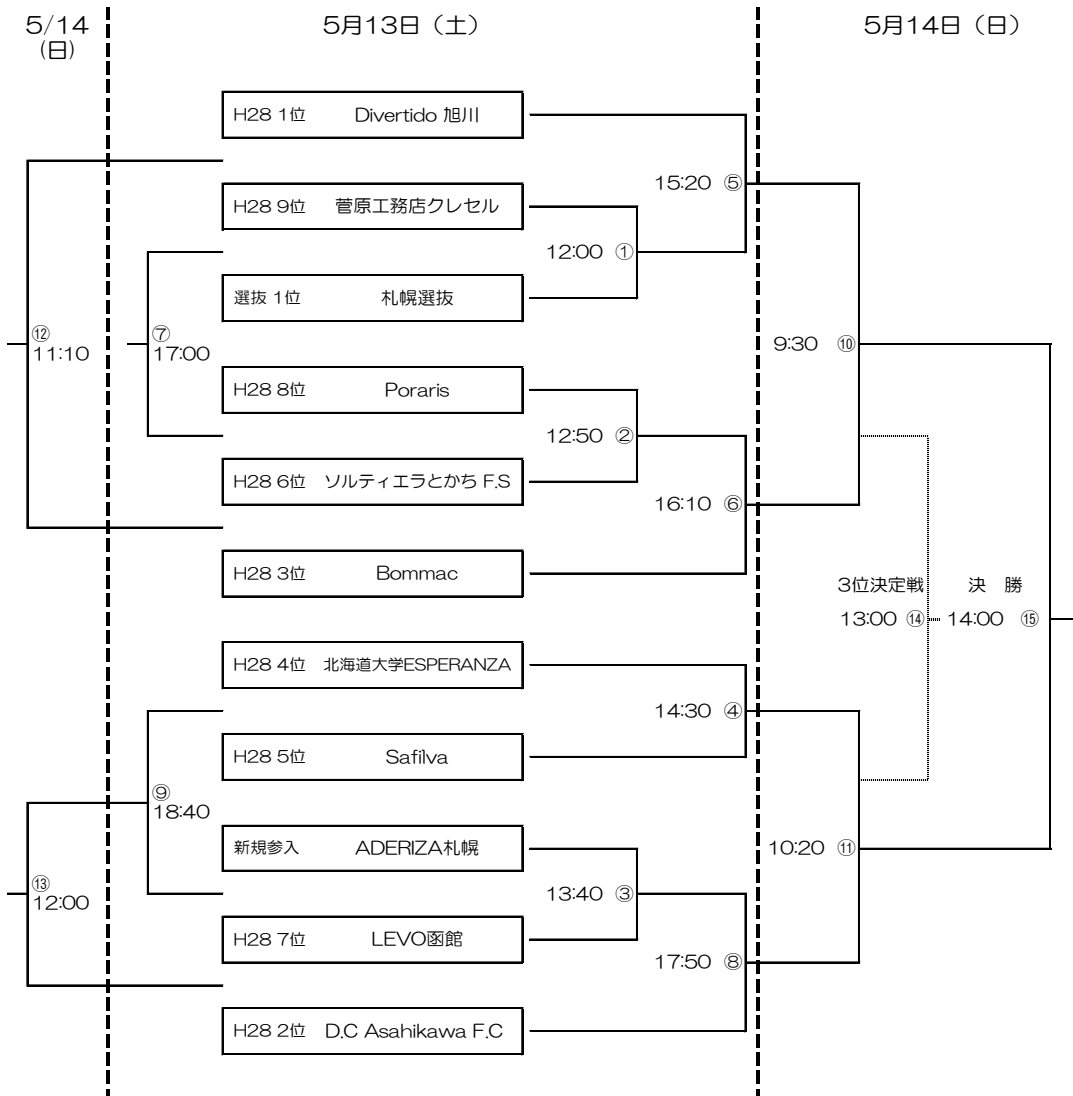 5/14
(日)
5月13日（土）
5月14日（日）
H28 1位 Divertido 旭川
15:20 ⑤
H28 9位 菅原工務店クレセル
12:00 ①
選抜 1位 札幌選抜
⑫
11:10
⑦
17:00
9:30 ⑩
H28 8位 Poraris
12:50 ②
H28 6位 ソルティエラとかち F.S
16:10 ⑥
H28 3位 Bommac
3位決定戦 決 勝
13:00 ⑭ 14:00 ⑮
H28 4位 北海道大学ESPERANZA
14:30 ④
H28 5位 Safilva
⑨
18:40
新規参入 ADERIZA札幌
10:20 ⑪
⑬
12:00
13:40 ③
H28 7位 LEVO函館
17:50 ⑧
H28 2位 D.C Asahikawa F.C